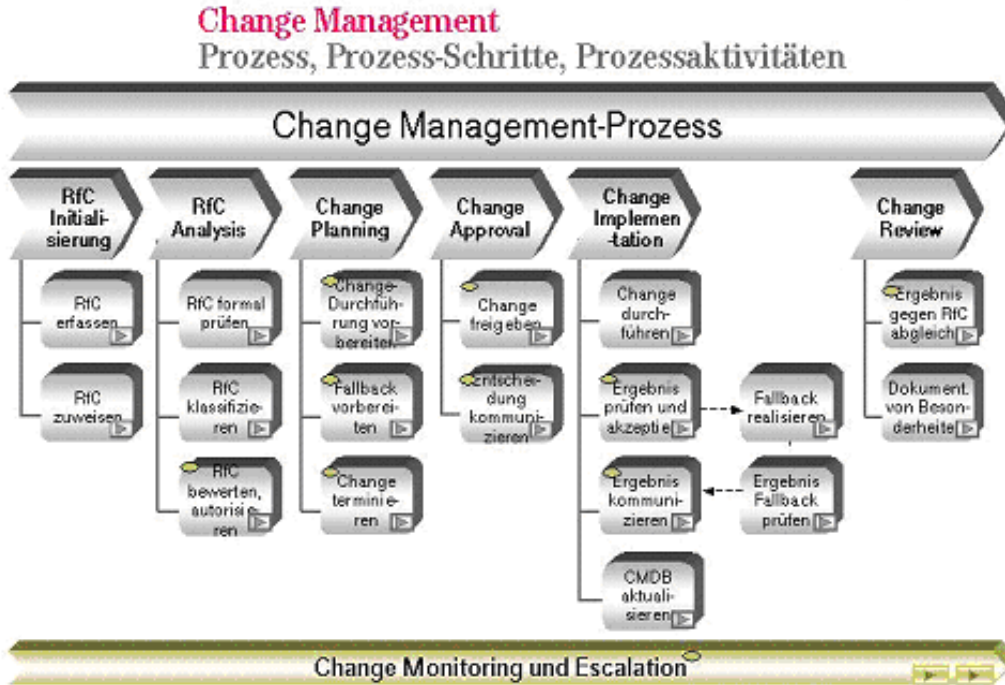 Change Management
Prozess, Prozess-Schritte, Prozessaktivitäten
Change Management-Prozess
RfC
Initiali-
sierung
RfC
Analysis
Change
Planning
Change
Approval
Change
Implemen
-tation
Change
Review
RfC
erfassen
RfC
zuweisen
RfC formal
prüfen
RfC
klassifizie-
ren
RfC
bewerten,
autorisie-
ren
Change-
Durchfüh-
rung vor-
bereiten
Fallback
vorberei-
ten
Change
terminie-
ren
Change
freigeben
Entschei-
dung
kommuni-
zieren
Change
durch-
führen
Ergebnis
prüfen und
akzeptie
Ergebnis
kommuni-
zieren
CMDB
aktuali-
sieren
Fallback
realisieren
Ergebnis
Fallback
prüfen
Ergebnis
gegen RfC
abgleich
Dokument.
von Beson-
derheite
Change Monitoring und Escalation